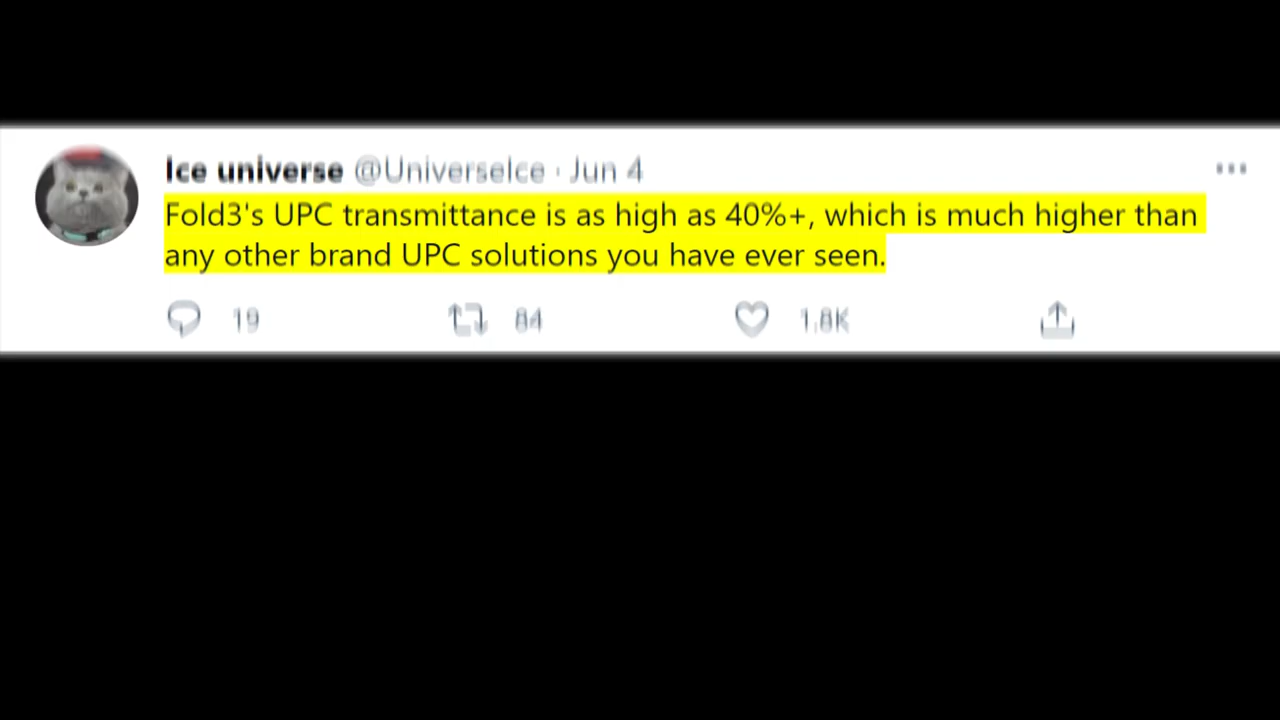 Ice universe @UniverseIce · Jun 4
Fold3's UPC transmittance is as high as 40%+, which is much higher than
any other brand UPC solutions you have ever seen.
19 84 1.8K